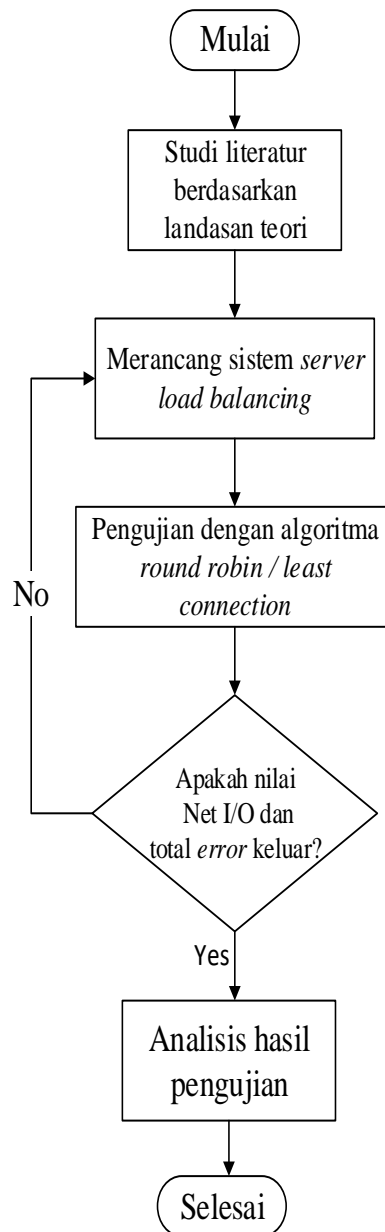 Mulai
Studi literatur
berdasarkan
landasan teori
Merancang sistem server
load balancing
Pengujian dengan algoritma
round robin / least
connection
No
Apakah nilai
Net I/O dan
total error keluar?
Yes
Analisis hasil
pengujian
Selesai